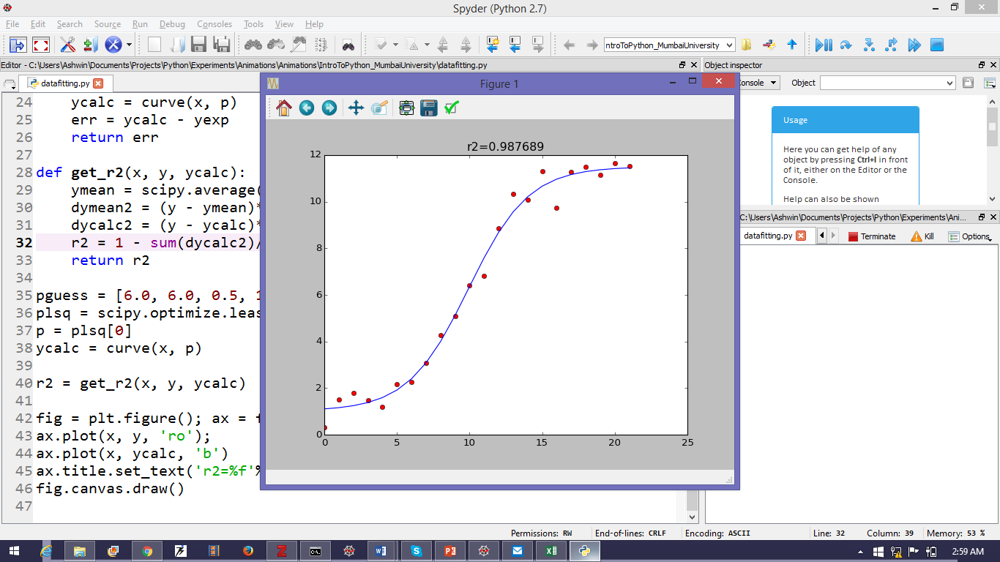 Spyder (Python 2.7)
File Edit Search Source Run Debug Consoles Tools View Help
ntroToPython_MumbaiUniversity
Editor - C:\Users\Ashwin\Documents\Projects\Python\Experiments\Animations\Animations\IntroToPython_MumbaiUniversity\datafitting.py
Object inspector
datafitting.py
Figure 1
Console Object
24 ycalc = curve(x, p)
25 err = ycalc - yexp
26 return err
27
28 def get_r2(x, y, ycalc):
29 ymean = scipy.average(
30 dymean2 = (y - ymean)*
31 dycalc2 = (y - ycalc)*
32 r2 = 1 - sum(dycalc2)/
33 return r2
34
35 pguess = [6.0, 6.0, 0.5, 1
36 plsq = scipy.optimize.leas
37 p = plsq[0]
38 ycalc = curve(x, p)
39
40 r2 = get_r2(x, y, ycalc)
41
42 fig = plt.figure(); ax = f
43 ax.plot(x, y, 'ro');
44 ax.plot(x, ycalc, 'b')
45 ax.title.set_text('r2=%f'%
46 fig.canvas.draw()
47
r2=0.987689
12
10
8
6
4
2
0
0 5 10 15 20 25
Usage
Here you can get help of any
object by pressing Ctrl+I in front
of it, either on the Editor or the
Console.
Help can also be shown
C:\Users\Ashwin\Documents\Projects\Python\Experiments\Ani...
datafitting.py Terminate Kill Options
Permissions: RW End-of-lines: CRLF Encoding: ASCII Line: 32 Column: 39 Memory: 53 %
2:59 AM